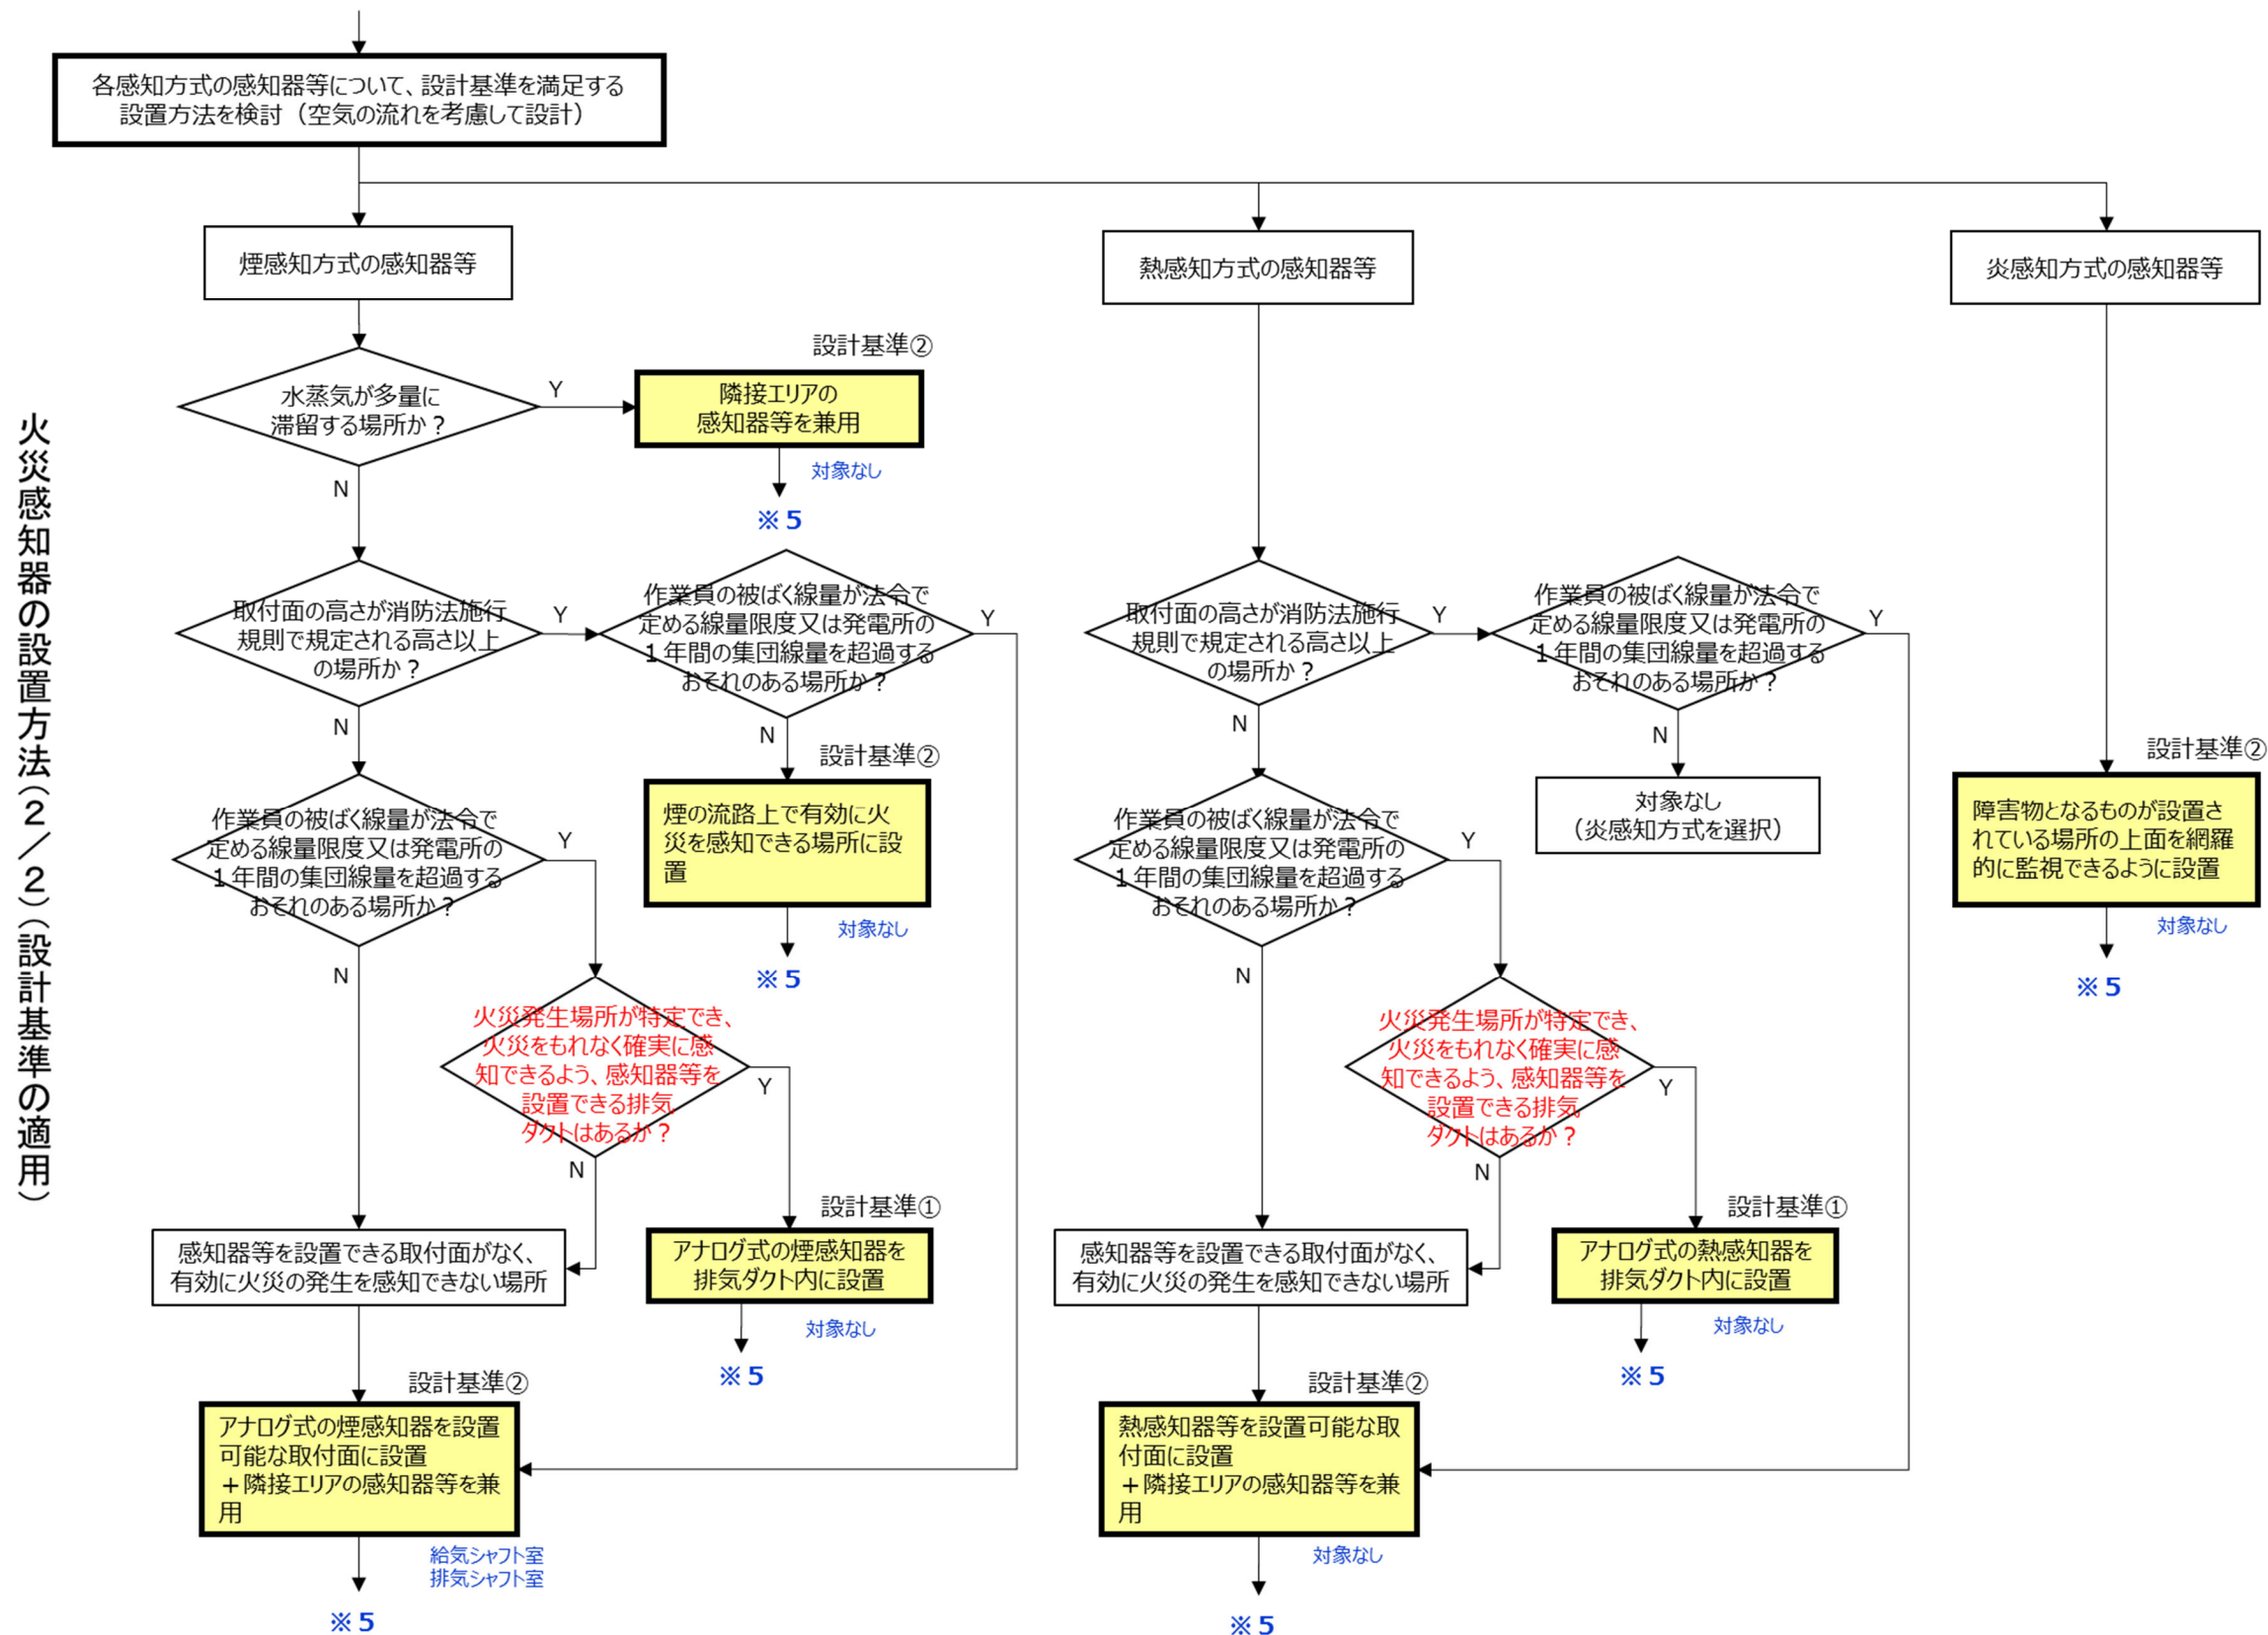 火災感知器の設置方法（２／２）（設計基準の適用）
各感知方式の感知器等について、設計基準を満足する
設置方法を検討（空気の流れを考慮して設計）
煙感知方式の感知器等
熱感知方式の感知器等
炎感知方式の感知器等
水蒸気が多量に
滞留する場所か？
Y
N
設計基準②
隣接エリアの
感知器等を兼用
対象なし
※５
取付面の高さが消防法施行
規則で規定される高さ以上
の場所か？
Y
N
作業員の被ばく線量が法令で
定める線量限度又は発電所の
１年間の集団線量を超過する
おそれのある場所か？
Y
N
設計基準②
煙の流路上で有効に火
災を感知できる場所に設
置
対象なし
※５
作業員の被ばく線量が法令で
定める線量限度又は発電所の
１年間の集団線量を超過する
おそれのある場所か？
Y
N
火災発生場所が特定でき、
火災をもれなく確実に感
知できるよう、感知器等を
設置できる排気
ダクトはあるか？
Y
N
設計基準①
アナログ式の煙感知器を
排気ダクト内に設置
対象なし
※５
感知器等を設置できる取付面がなく、
有効に火災の発生を感知できない場所
設計基準②
アナログ式の煙感知器を設置
可能な取付面に設置
＋隣接エリアの感知器等を兼
用
給気シャフト室
排気シャフト室
※５
取付面の高さが消防法施行
規則で規定される高さ以上
の場所か？
Y
N
作業員の被ばく線量が法令で
定める線量限度又は発電所の
１年間の集団線量を超過する
おそれのある場所か？
Y
N
対象なし
（炎感知方式を選択）
作業員の被ばく線量が法令で
定める線量限度又は発電所の
１年間の集団線量を超過する
おそれのある場所か？
Y
N
火災発生場所が特定でき、
火災をもれなく確実に感
知できるよう、感知器等を
設置できる排気
ダクトはあるか？
Y
N
設計基準①
アナログ式の熱感知器を
排気ダクト内に設置
対象なし
※５
感知器等を設置できる取付面がなく、
有効に火災の発生を感知できない場所
設計基準②
熱感知器等を設置可能な取
付面に設置
＋隣接エリアの感知器等を兼
用
対象なし
※５
設計基準②
障害物となるものが設置さ
れている場所の上面を網羅
的に監視できるように設置
対象なし
※５